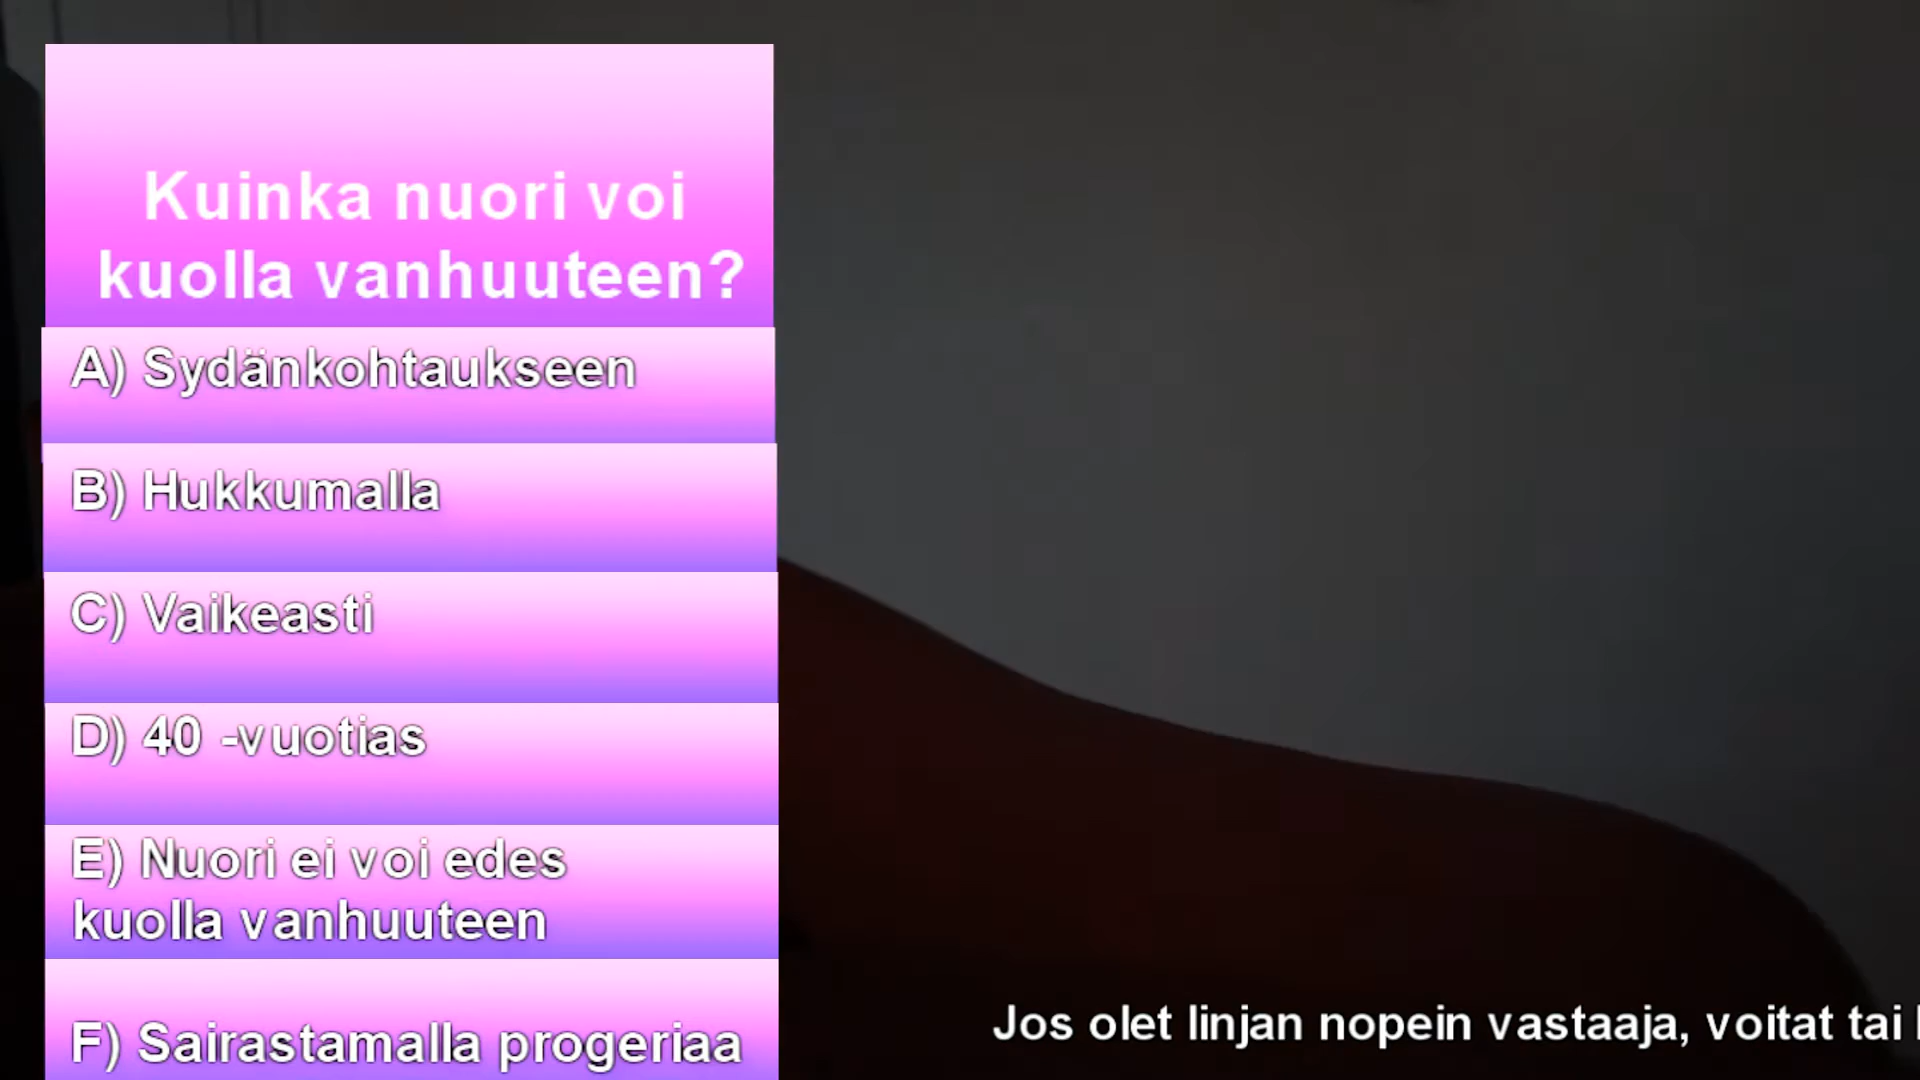 Kuinka nuori voi
kuolla vanhuuteen?
A) Sydänkohtaukseen
B) Hukkumalla
C) Vaikeasti
D) 40 -vuotias
E) Nuori ei voi edes
kuolla vanhuuteen
F) Sairastamalla progeriaa
Jos olet linjan nopein vastaaja, voitat tai